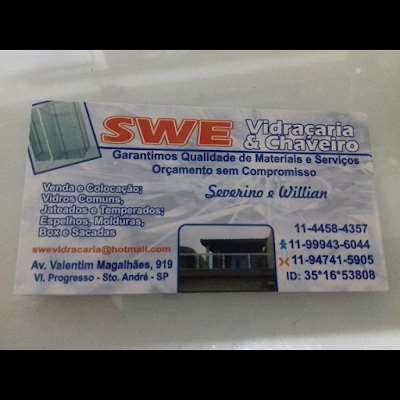 SWE Vidraçaria
& Chaveiro
Garantimos Qualidade de Materiais e Serviços
Orçamento sem Compromisso
Severino e Willian
Venda e Colocação;
Vidros Comuns,
Jateados e Temperados;
Espelhos, Molduras,
Box e Sacadas
swevidracaria@hotmail.com
Av. Valentim Magalhães, 919
Vl. Progresso - Sto. André - SP
11-4458-4357
11-99943-6044
11-94741-5905
ID: 35*16*53808